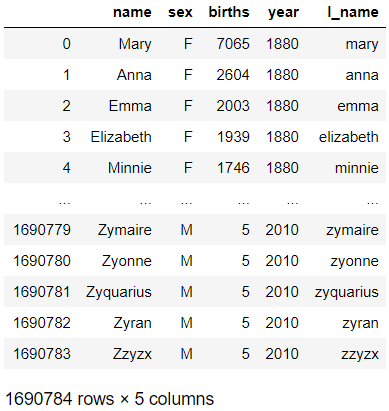 name sex births year l_name
0 Mary F 7065 1880 mary
1 Anna F 2604 1880 anna
2 Emma F 2003 1880 emma
3 Elizabeth F 1939 1880 elizabeth
4 Minnie F 1746 1880 minnie
... ... ... ... ... ...
1690779 Zymaire M 5 2010 zymaire
1690780 Zyonne M 5 2010 zyonne
1690781 Zyquarius M 5 2010 zyquarius
1690782 Zyran M 5 2010 zyran
1690783 Zzyzx M 5 2010 zzyzx
1690784 rows × 5 columns